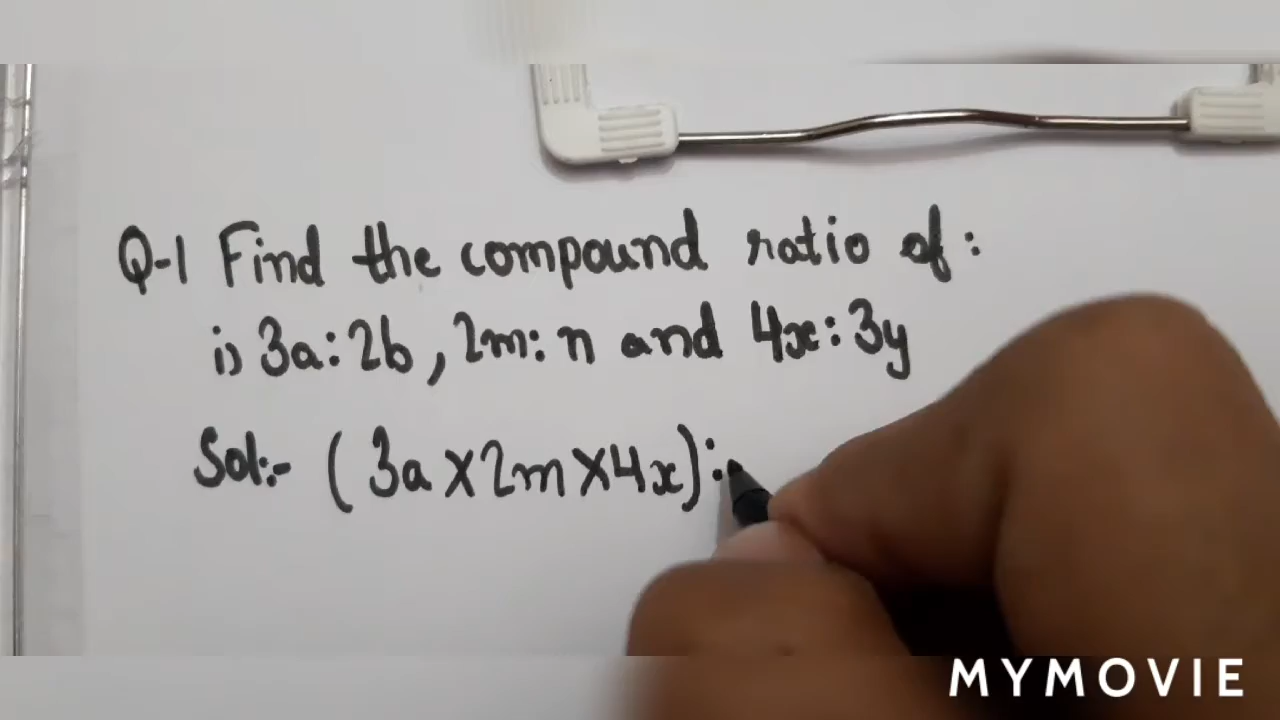 Q-1 Find the compound ratio of:
i) 3a:2b, 2m:n and 4x:3y
Sol:- (3a×2m×4x):
MYMOVIE